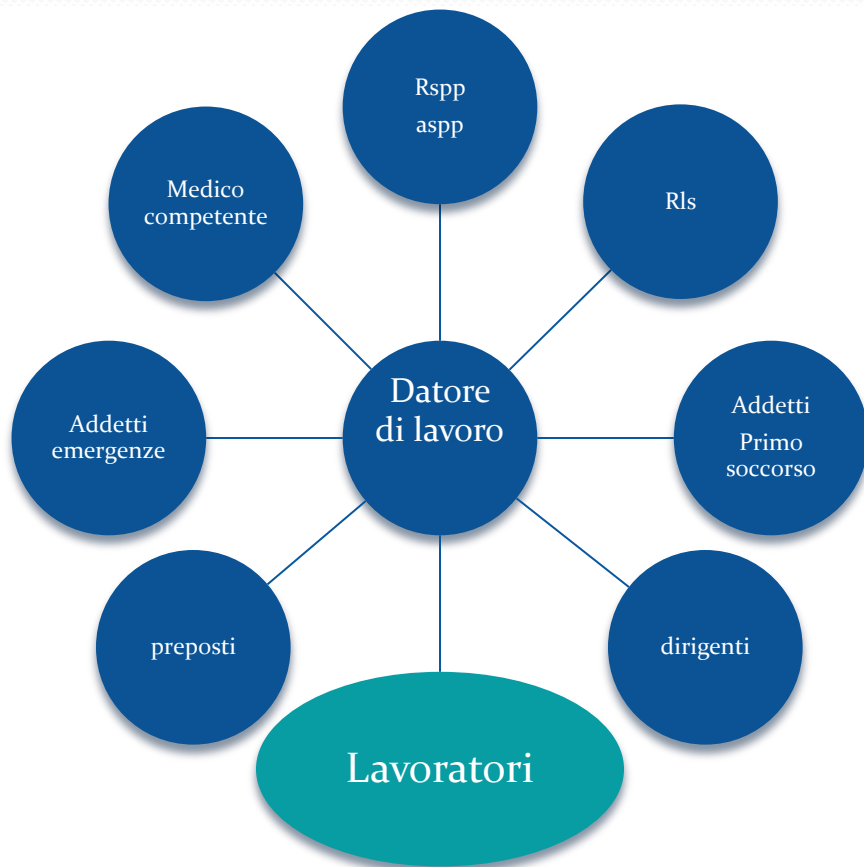 Rspp
aspp
Medico
competente
Rls
Datore
di lavoro
Addetti
emergenze
Addetti
Primo
soccorso
preposti
dirigenti
Lavoratori